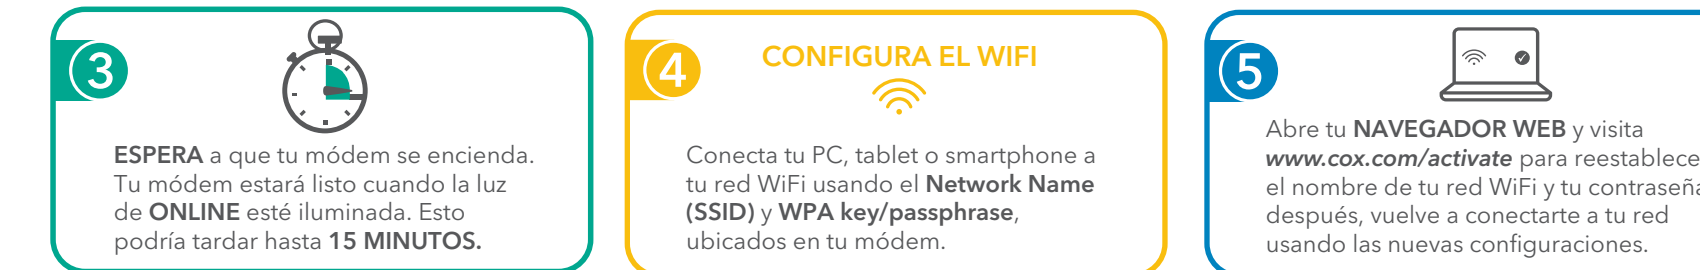 3
ESPERA a que tu módem se encienda.
Tu módem estará listo cuando la luz
de ONLINE esté iluminada. Esto
podría tardar hasta 15 MINUTOS.
4
CONFIGURA EL WIFI
Conecta tu PC, tablet o smartphone a
tu red WiFi usando el Network Name
(SSID) y WPA key/passphrase,
ubicados en tu módem.
5
Abre tu NAVEGADOR WEB y visita
www.cox.com/activate para reestablece
el nombre de tu red WiFi y tu contraseña
después, vuelve a conectarte a tu red
usando las nuevas configuraciones.